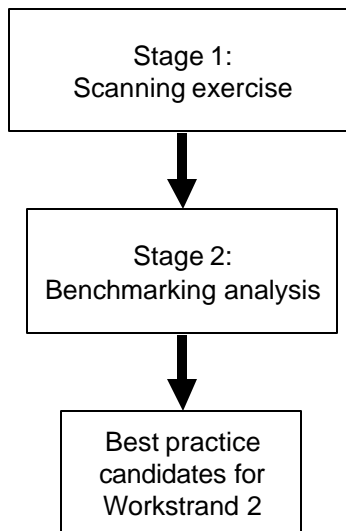 Stage 1:
Scanning exercise
Stage 2:
Benchmarking analysis
Best practice
candidates for
Workstrand 2